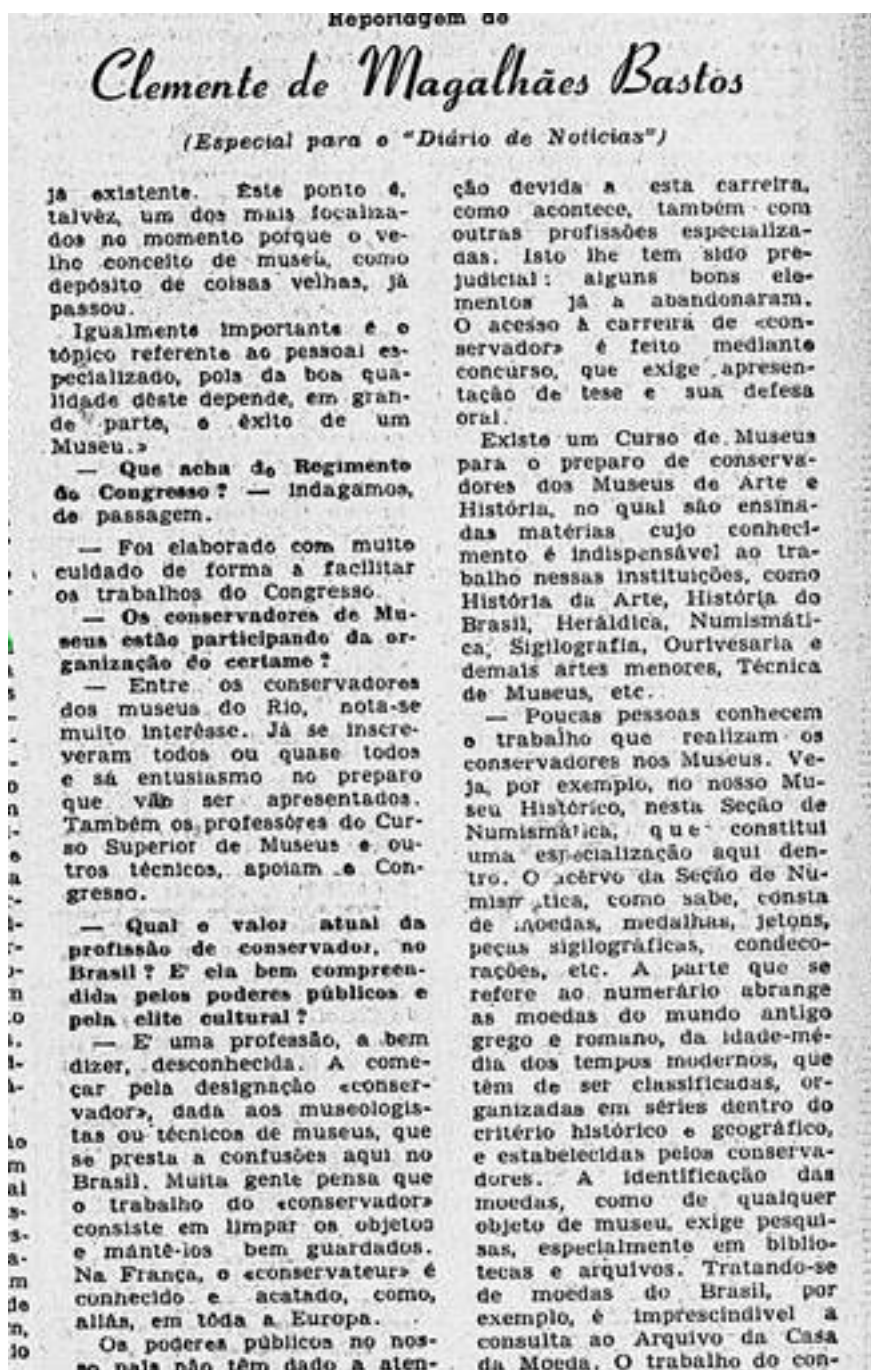 Reportagem de
Clemente de Magalhães Bastos
(Especial para o "Diário de Notícias")
já existente. Êste ponto é,
talvêz, um dos mais focaliza-
dos no momento porque o ve-
lho conceito de museu, como
depósito de coisas velhas, já
passou.
Igualmente importante é o
tópico referente ao pessoal es-
pecializado, pois da boa qua-
lidade dêste depende, em gran-
de parte, o êxito de um
Museu.»
— Que acha do Regimento
do Congresso? — indagamos,
de passagem.
— Foi elaborado com muito
cuidado de forma a facilitar
os trabalhos do Congresso.
— Os conservadores de Mu-
seus estão participando da or-
ganização do certame?
— Entre os conservadores
dos museus do Rio, nota-se
muito interêsse. Já se inscre-
veram todos ou quase todos
e sá entusiasmo no preparo
que vão ser apresentados.
Também os professôres do Cur-
so Superior de Museus e ou-
tros técnicos, apoiam o Con-
gresso.
— Qual o valor atual da
profissão de conservador, no
Brasil? E' ela bem compreen-
dida pelos poderes públicos e
pela elite cultural?
— E' uma profissão, a bem
dizer, desconhecida. A come-
çar pela designação «conser-
vador», dada aos museologis-
tas ou técnicos de museus, que
se presta a confusões aqui no
Brasil. Muita gente pensa que
o trabalho do «conservador»
consiste em limpar os objetos
e mantê-los bem guardados.
Na França, o «conservateur» é
conhecido e acatado, como,
aliás, em tôda a Europa.
Os poderes públicos no nos-
so país não têm dado a aten-
ção devida a esta carreira,
como acontece, também com
outras profissões especializa-
das. Isto lhe tem sido pre-
judicial: alguns bons ele-
mentos já a abandonaram.
O acesso à carreira de «con-
servador» é feito mediante
concurso, que exige apresen-
tação de tese e sua defesa
oral.
Existe um Curso de Museus
para o preparo de conserva-
dores dos Museus de Arte e
História, no qual são ensina-
das matérias cujo conheci-
mento é indispensável ao tra-
balho nessas instituições, como
História da Arte, História do
Brasil, Heráldica, Numismáti-
ca, Sigilografia, Ourivesaria e
demais artes menores, Técnica
de Museus, etc.
— Poucas pessoas conhecem
o trabalho que realizam os
conservadores nos Museus. Ve-
ja, por exemplo, no nosso Mu-
seu Histórico, nesta Seção de
Numismática, que constitui
uma especialização aqui den-
tro. O acêrvo da Seção de Nu-
mismática, como sabe, consta
de moedas, medalhas, jetons,
peças sigilográficas, condeco-
rações, etc. A parte que se
refere ao numerário abrange
as moedas do mundo antigo
grego e romano, da idade-mé-
dia dos tempos modernos, que
têm de ser classificadas, or-
ganizadas em séries dentro do
critério histórico e geográfico,
e estabelecidas pelos conserva-
dores. A identificação das
moedas, como de qualquer
objeto de museu, exige pesqui-
sas, especialmente em biblio-
tecas e arquivos. Tratando-se
de moedas do Brasil, por
exemplo, é imprescindível a
consulta ao Arquivo da Casa
da Moeda. O trabalho do con-